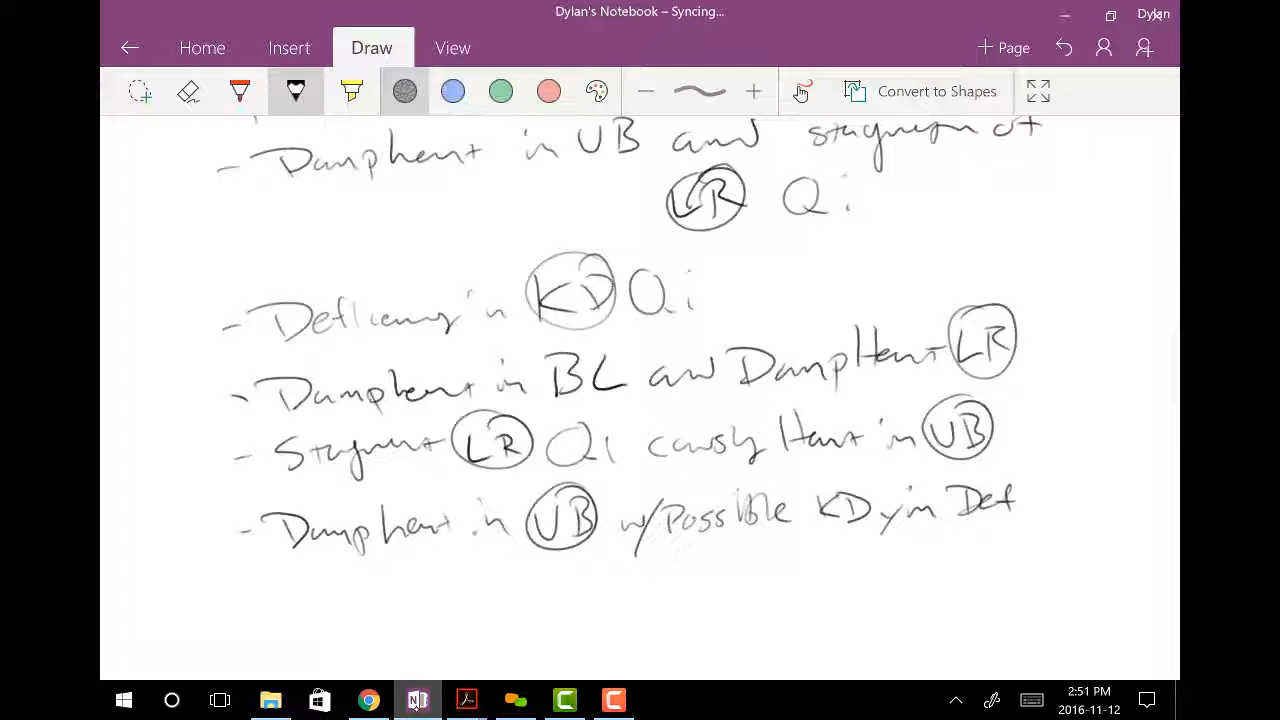 Dylan's Notebook – Syncing...
Dylan
Home Insert Draw View
+ Page
Convert to Shapes
- Dampheat in UB and stagnation of
LR Qi
- Deficiency in KD Qi
- Dampheat in BL and DampHeat LR
- Stagnant LR Qi causing Heat in UB
- Dampheat in UB w/Possible KD yin Def
2:51 PM
2016-11-12